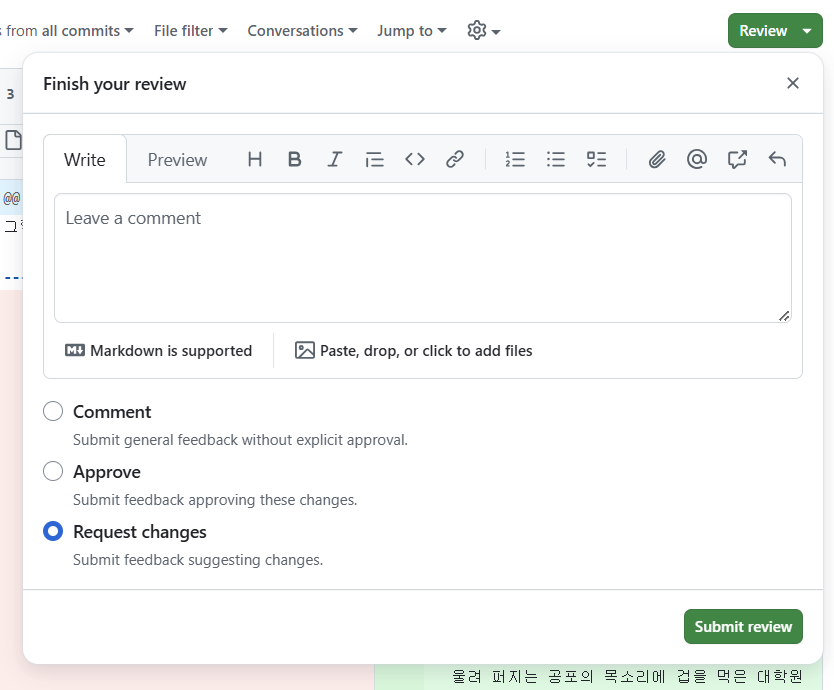 from all commits File filter Conversations Jump to Review
Finish your review
3
Write Preview
@@
Leave a comment
Markdown is supported Paste, drop, or click to add files
Comment
Submit general feedback without explicit approval.
Approve
Submit feedback approving these changes.
Request changes
Submit feedback suggesting changes.
Submit review
울려 퍼지는 공포의 목소리에 겁을 먹은 대학원